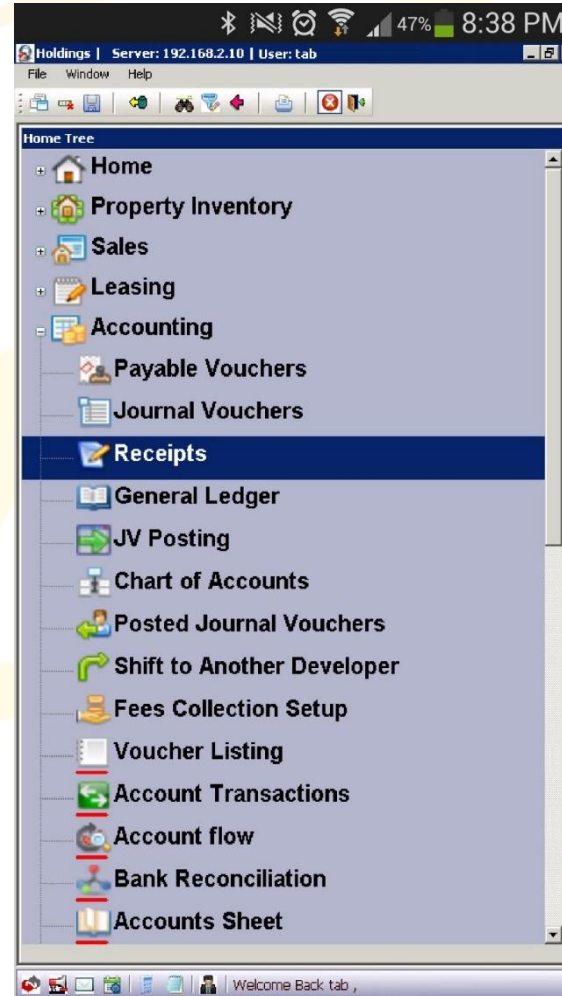 47% 8:38 PM
Holdings | Server: 192.168.2.10 | User: tab
File Window Help
Home Tree
Home
Property Inventory
Sales
Leasing
Accounting
Payable Vouchers
Journal Vouchers
Receipts
General Ledger
JV Posting
Chart of Accounts
Posted Journal Vouchers
Shift to Another Developer
Fees Collection Setup
Voucher Listing
Account Transactions
Account flow
Bank Reconciliation
Accounts Sheet
Welcome Back tab ,